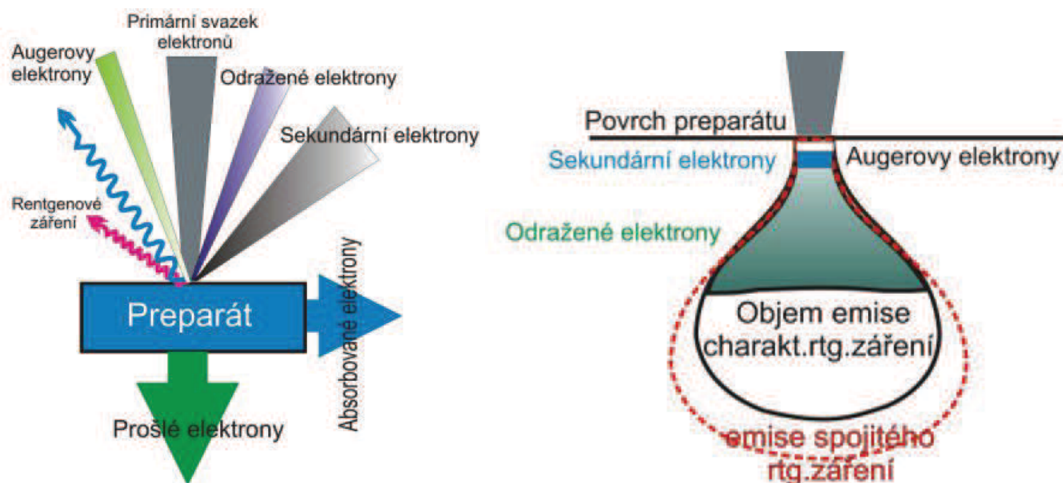 Primární svazek
elektronů
Augerovy
elektrony
Odražené elektrony
Sekundární elektrony
Rentgenové
záření
Preparát
Absorbované elektrony
Prošlé elektrony
Povrch preparátu
Sekundární elektrony
Augerovy elektrony
Odražené elektrony
Objem emise
charakt.rtg.záření
emise spojitého
rtg.záření